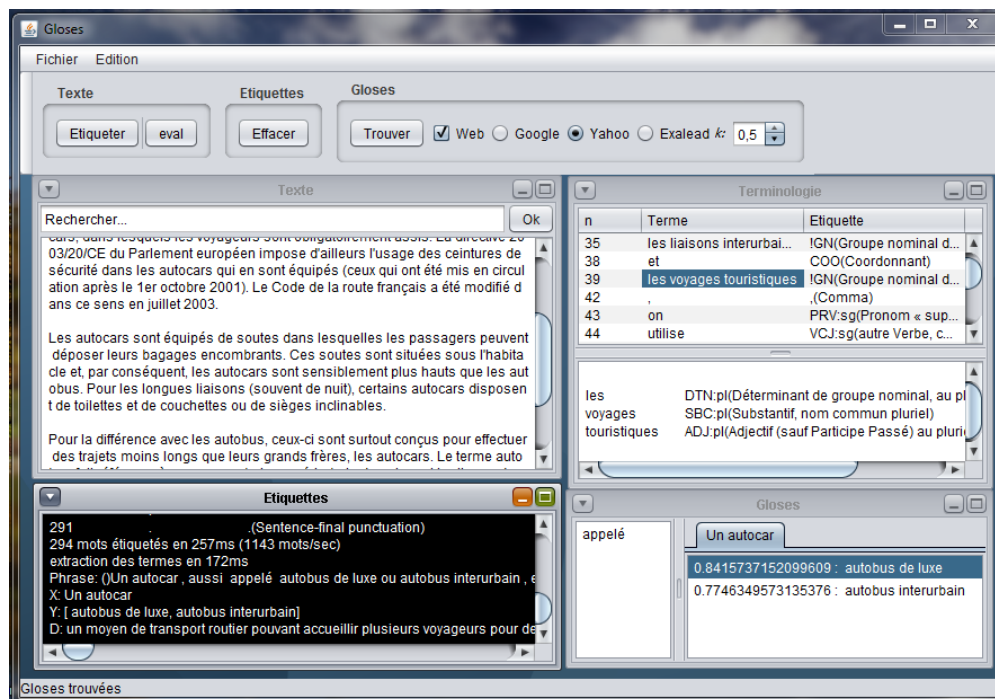 Gloses
Fichier Edition
Texte Etiquettes Gloses
Etiqueter eval Effacer Trouver Web Google Yahoo Exalead k: 0,5
Texte
Rechercher... Ok
cars, dans lesquels les voyageurs sont obligatoirement assis. La directive 20
03/20/CE du Parlement européen impose d'ailleurs l'usage des ceintures de
sécurité dans les autocars qui en sont équipés (ceux qui ont été mis en circul
ation après le 1er octobre 2001). Le Code de la route français a été modifié d
ans ce sens en juillet 2003.
Les autocars sont équipés de soutes dans lesquelles les passagers peuvent
déposer leurs bagages encombrants. Ces soutes sont situées sous l'habita
cle et, par conséquent, les autocars sont sensiblement plus hauts que les aut
obus. Pour les longues liaisons (souvent de nuit), certains autocars disposen
t de toilettes et de couchettes ou de sièges inclinables.
Pour la différence avec les autobus, ceux-ci sont surtout conçus pour effectuer
des trajets moins longs que leurs grands frères, les autocars. Le terme auto
Terminologie
n Terme Etiquette
35 les liaisons interurbai... !GN(Groupe nominal d...
38 et COO(Coordonnant)
39 les voyages touristiques !GN(Groupe nominal d...
42 , ,(Comma)
43 on PRV:sg(Pronom « sup...
44 utilise VCJ:sg(autre Verbe, c...
les DTN:pl(Déterminant de groupe nominal, au pl
voyages SBC:pl(Substantif, nom commun pluriel)
touristiques ADJ:pl(Adjectif (sauf Participe Passé) au plurie
Etiquettes
291 . .(Sentence-final punctuation)
294 mots étiquetés en 257ms (1143 mots/sec)
extraction des termes en 172ms
Phrase: ()Un autocar , aussi appelé autobus de luxe ou autobus interurbain , e
X: Un autocar
Y: [ autobus de luxe, autobus interurbain]
D: un moyen de transport routier pouvant accueillir plusieurs voyageurs pour de
Gloses
appelé
Un autocar
0.8415737152099609 : autobus de luxe
0.7746349573135376 : autobus interurbain
Gloses trouvées